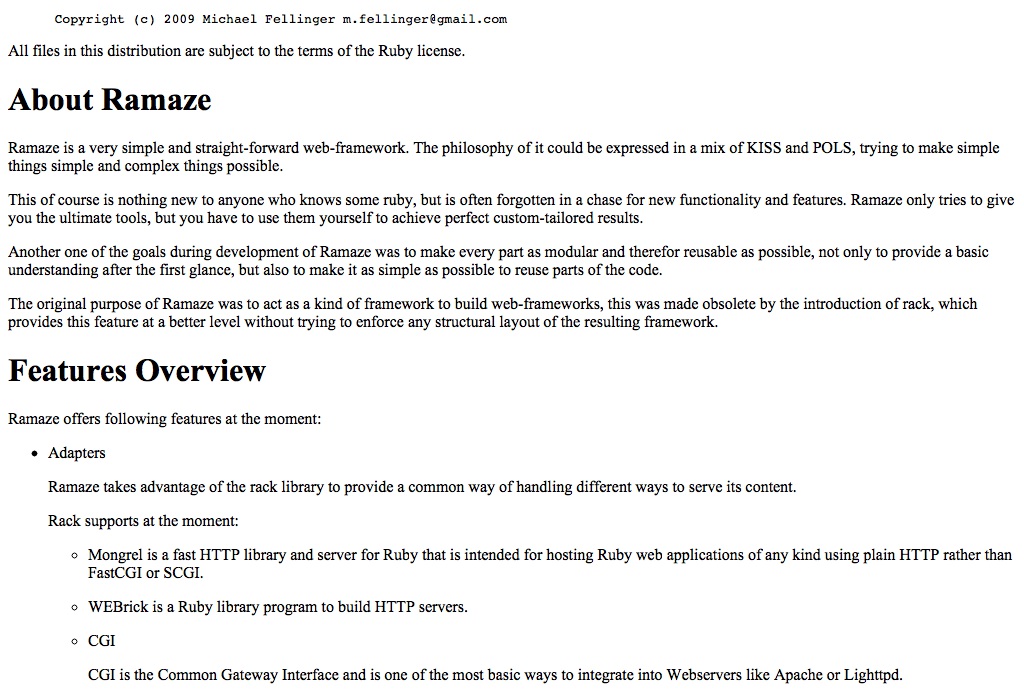 Copyright (c) 2009 Michael Fellinger m.fellinger@gmail.com
All files in this distribution are subject to the terms of the Ruby license.
About Ramaze
Ramaze is a very simple and straight-forward web-framework. The philosophy of it could be expressed in a mix of KISS and POLS, trying to make simple
things simple and complex things possible.
This of course is nothing new to anyone who knows some ruby, but is often forgotten in a chase for new functionality and features. Ramaze only tries to give
you the ultimate tools, but you have to use them yourself to achieve perfect custom-tailored results.
Another one of the goals during development of Ramaze was to make every part as modular and therefor reusable as possible, not only to provide a basic
understanding after the first glance, but also to make it as simple as possible to reuse parts of the code.
The original purpose of Ramaze was to act as a kind of framework to build web-frameworks, this was made obsolete by the introduction of rack, which
provides this feature at a better level without trying to enforce any structural layout of the resulting framework.
Features Overview
Ramaze offers following features at the moment:
• Adapters
Ramaze takes advantage of the rack library to provide a common way of handling different ways to serve its content.
Rack supports at the moment:
◦ Mongrel is a fast HTTP library and server for Ruby that is intended for hosting Ruby web applications of any kind using plain HTTP rather than
FastCGI or SCGI.
◦ WEBrick is a Ruby library program to build HTTP servers.
◦ CGI
CGI is the Common Gateway Interface and is one of the most basic ways to integrate into Webservers like Apache or Lighttpd.